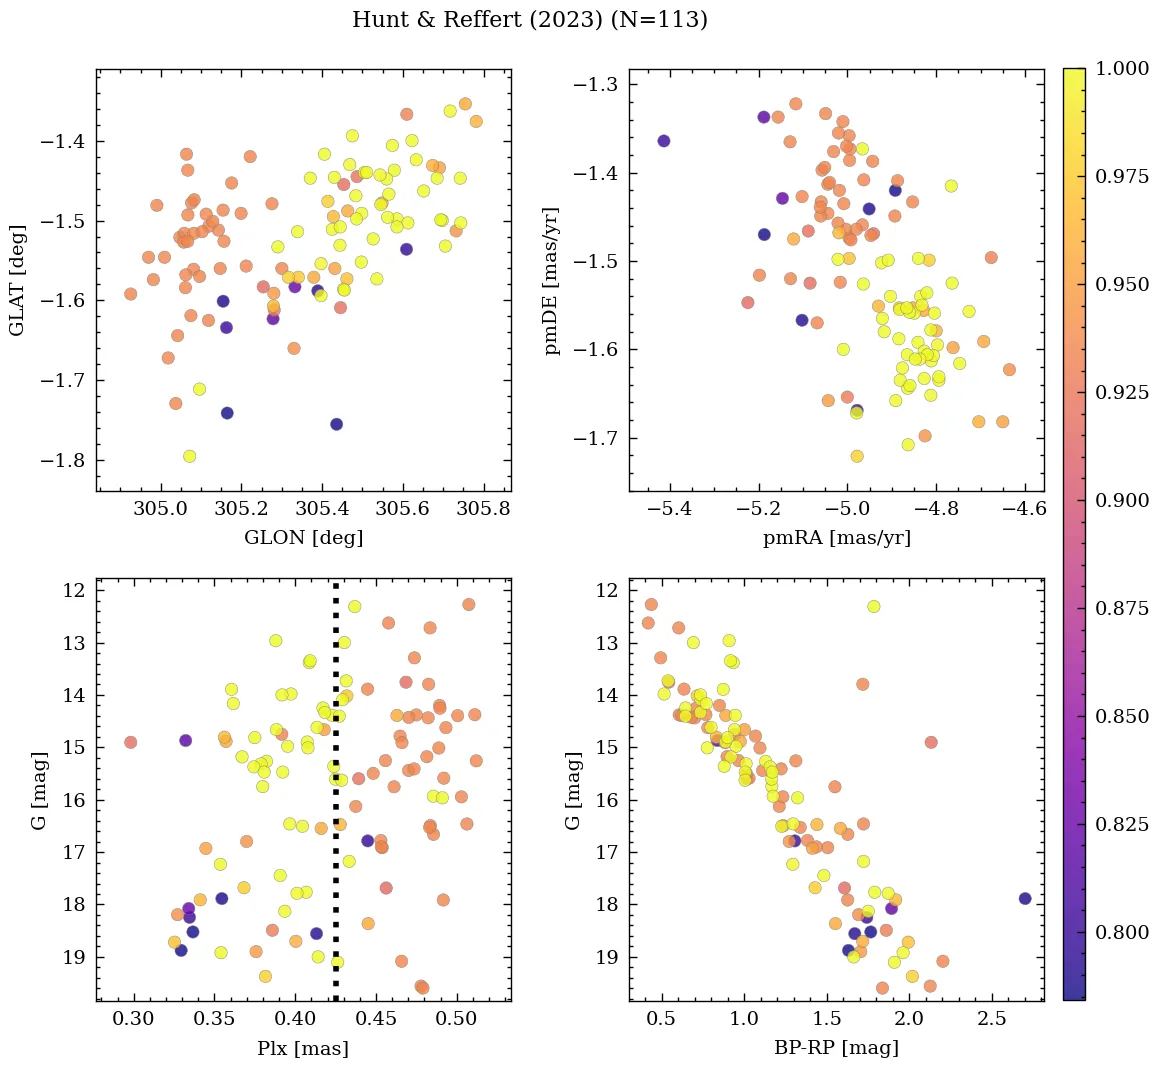 Hunt & Reffert (2023) (N=113)
−1.4
−1.5
−1.6
−1.7
−1.8
GLAT [deg]
305.0 305.2 305.4 305.6 305.8
GLON [deg]
−1.3
−1.4
−1.5
−1.6
−1.7
pmDE [mas/yr]
−5.4 −5.2 −5.0 −4.8 −4.6
pmRA [mas/yr]
1.000
0.975
0.950
0.925
0.900
0.875
0.850
0.825
0.800
12
13
14
15
16
17
18
19
G [mag]
0.30 0.35 0.40 0.45 0.50
Plx [mas]
12
13
14
15
16
17
18
19
G [mag]
0.5 1.0 1.5 2.0 2.5
BP-RP [mag]